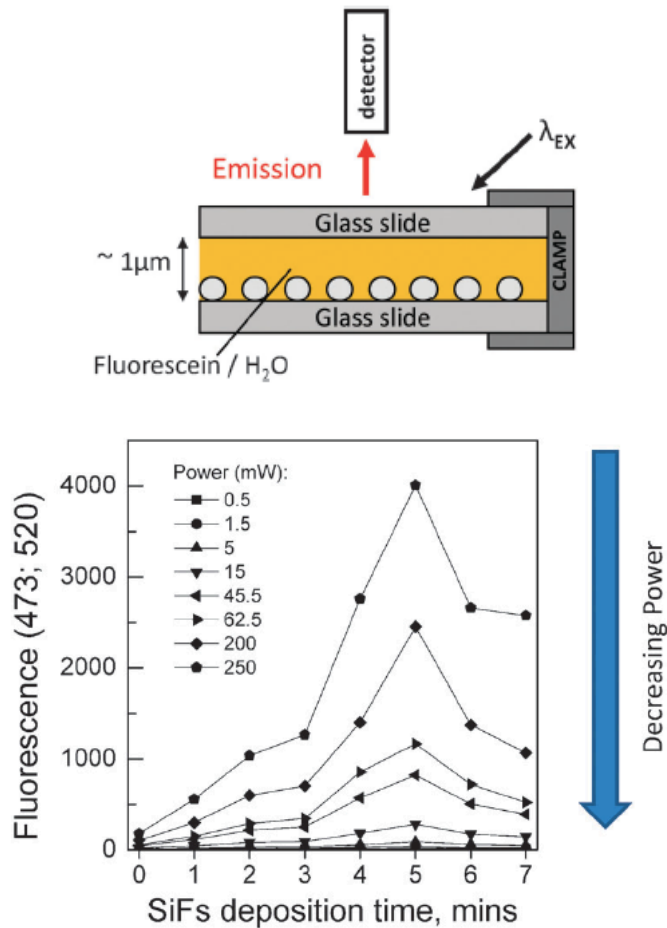 detector
λEX
Emission
Glass slide
~ 1μm
CLAMP
Glass slide
Fluorescein / H2O
Power (mW):
0.5
1.5
5
15
45.5
62.5
200
250
4000
3000
2000
1000
0
Fluorescence (473; 520)
0 1 2 3 4 5 6 7
SiFs deposition time, mins
Decreasing Power